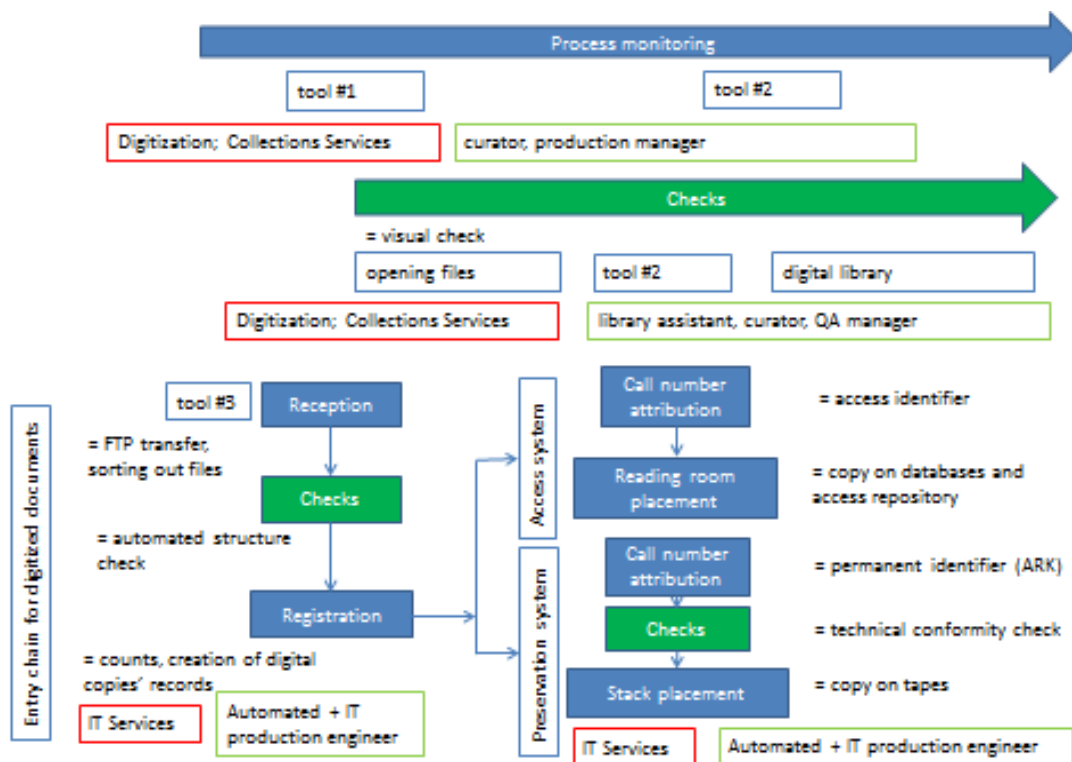 Process monitoring
tool #1
tool #2
Digitization; Collections Services
curator, production manager
Checks
= visual check
opening files
tool #2
digital library
Digitization; Collections Services
library assistant, curator, QA manager
Entry chain for digitized documents
tool #3
Reception
= FTP transfer,
sorting out files
Checks
= automated structure
check
Registration
= counts, creation of digital
copies' records
IT Services
Automated + IT
production engineer
Access system
Call number
attribution
= access identifier
Reading room
placement
= copy on databases and
access repository
Preservation system
Call number
attribution
= permanent identifier (ARK)
Checks
= technical conformity check
Stack placement
= copy on tapes
IT Services
Automated + IT production engineer